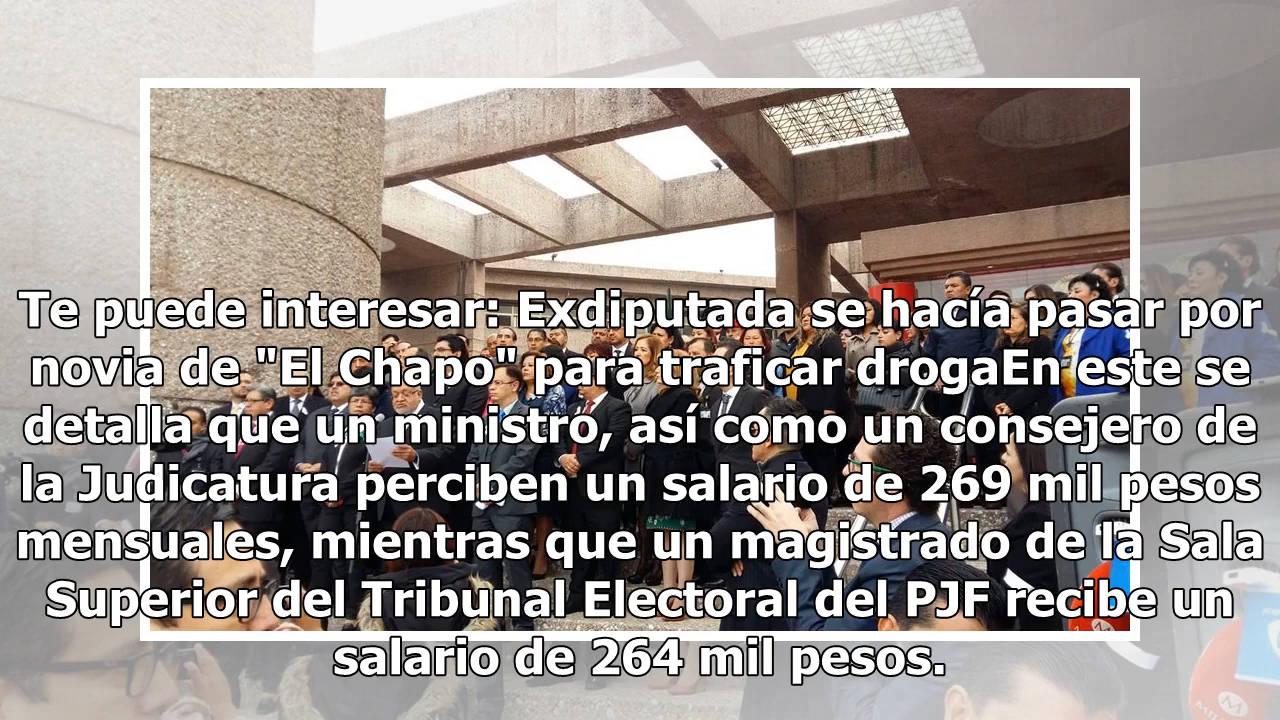 Te puede interesar: Exdiputada se hacía pasar por
novia de "El Chapo" para traficar drogaEn este se
detalla que un ministro, así como un consejero de
la Judicatura perciben un salario de 269 mil pesos
mensuales, mientras que un magistrado de la Sala
Superior del Tribunal Electoral del PJF recibe un
salario de 264 mil pesos.